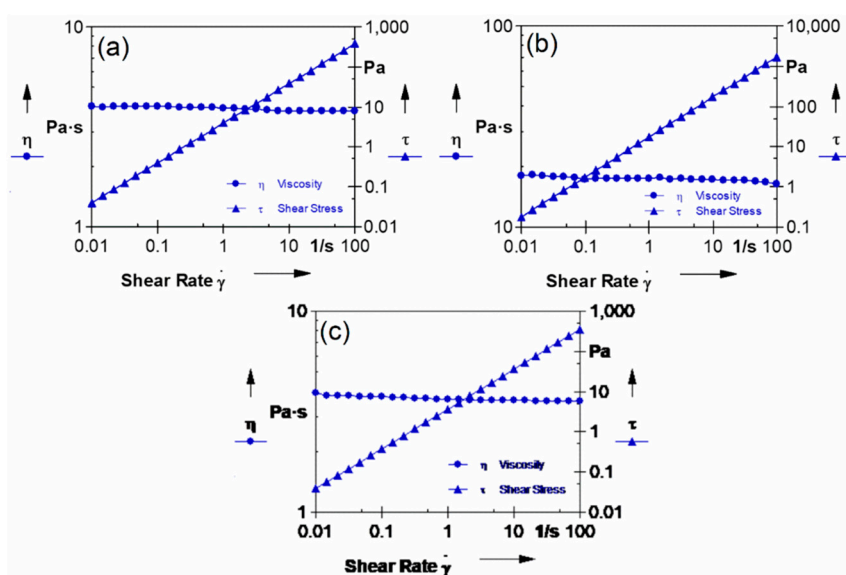 (a)
10
1,000
Pa
100
10
1
0.1
0.01
Pa·s
η
τ
η Viscosity
τ Shear Stress
1
0.01 0.1 1 10 1/s 100
Shear Rate γ̇
(b)
100
10,000
Pa
1,000
100
10
1
0.1
Pa·s
η
τ
η Viscosity
τ Shear Stress
10
0.01 0.1 1 10 1/s 100
Shear Rate γ̇
(c)
10
1,000
Pa
10
1
0.1
0.01
Pa·s
η
τ
η Viscosity
τ Shear Stress
1
0.01 0.1 1 10 1/s 100
Shear Rate γ̇